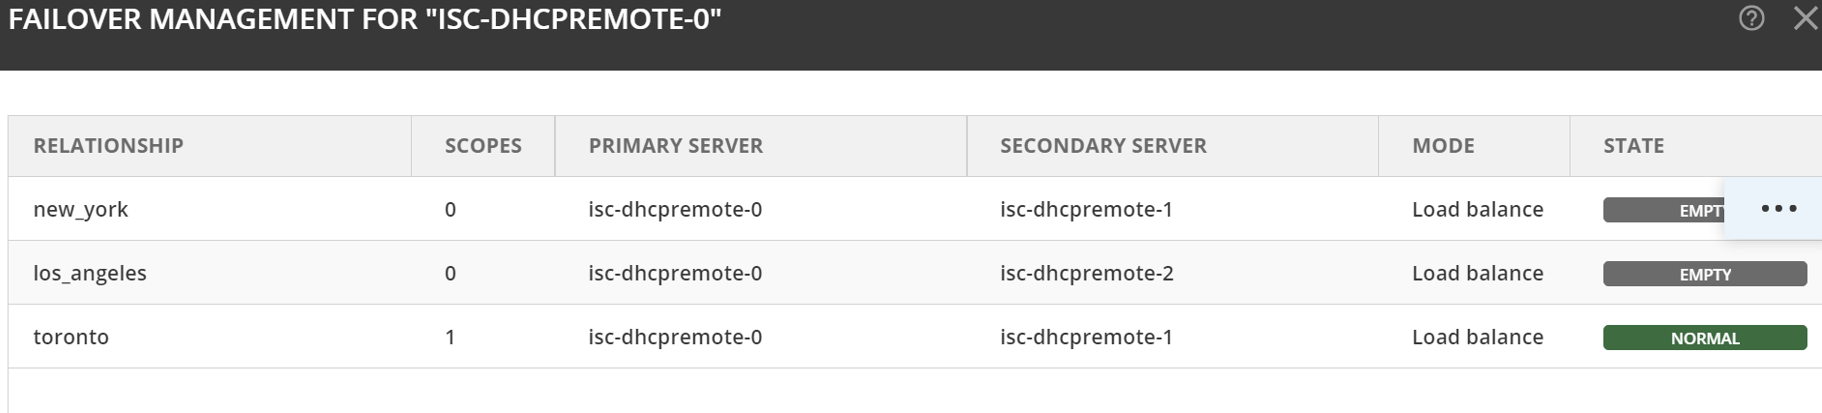 FAILOVER MANAGEMENT FOR "ISC-DHCPREMOTE-0"
RELATIONSHIP SCOPES PRIMARY SERVER SECONDARY SERVER MODE STATE
new_york 0 isc-dhcpremote-0 isc-dhcpremote-1 Load balance EMPTY
los_angeles 0 isc-dhcpremote-0 isc-dhcpremote-2 Load balance EMPTY
toronto 1 isc-dhcpremote-0 isc-dhcpremote-1 Load balance NORMAL